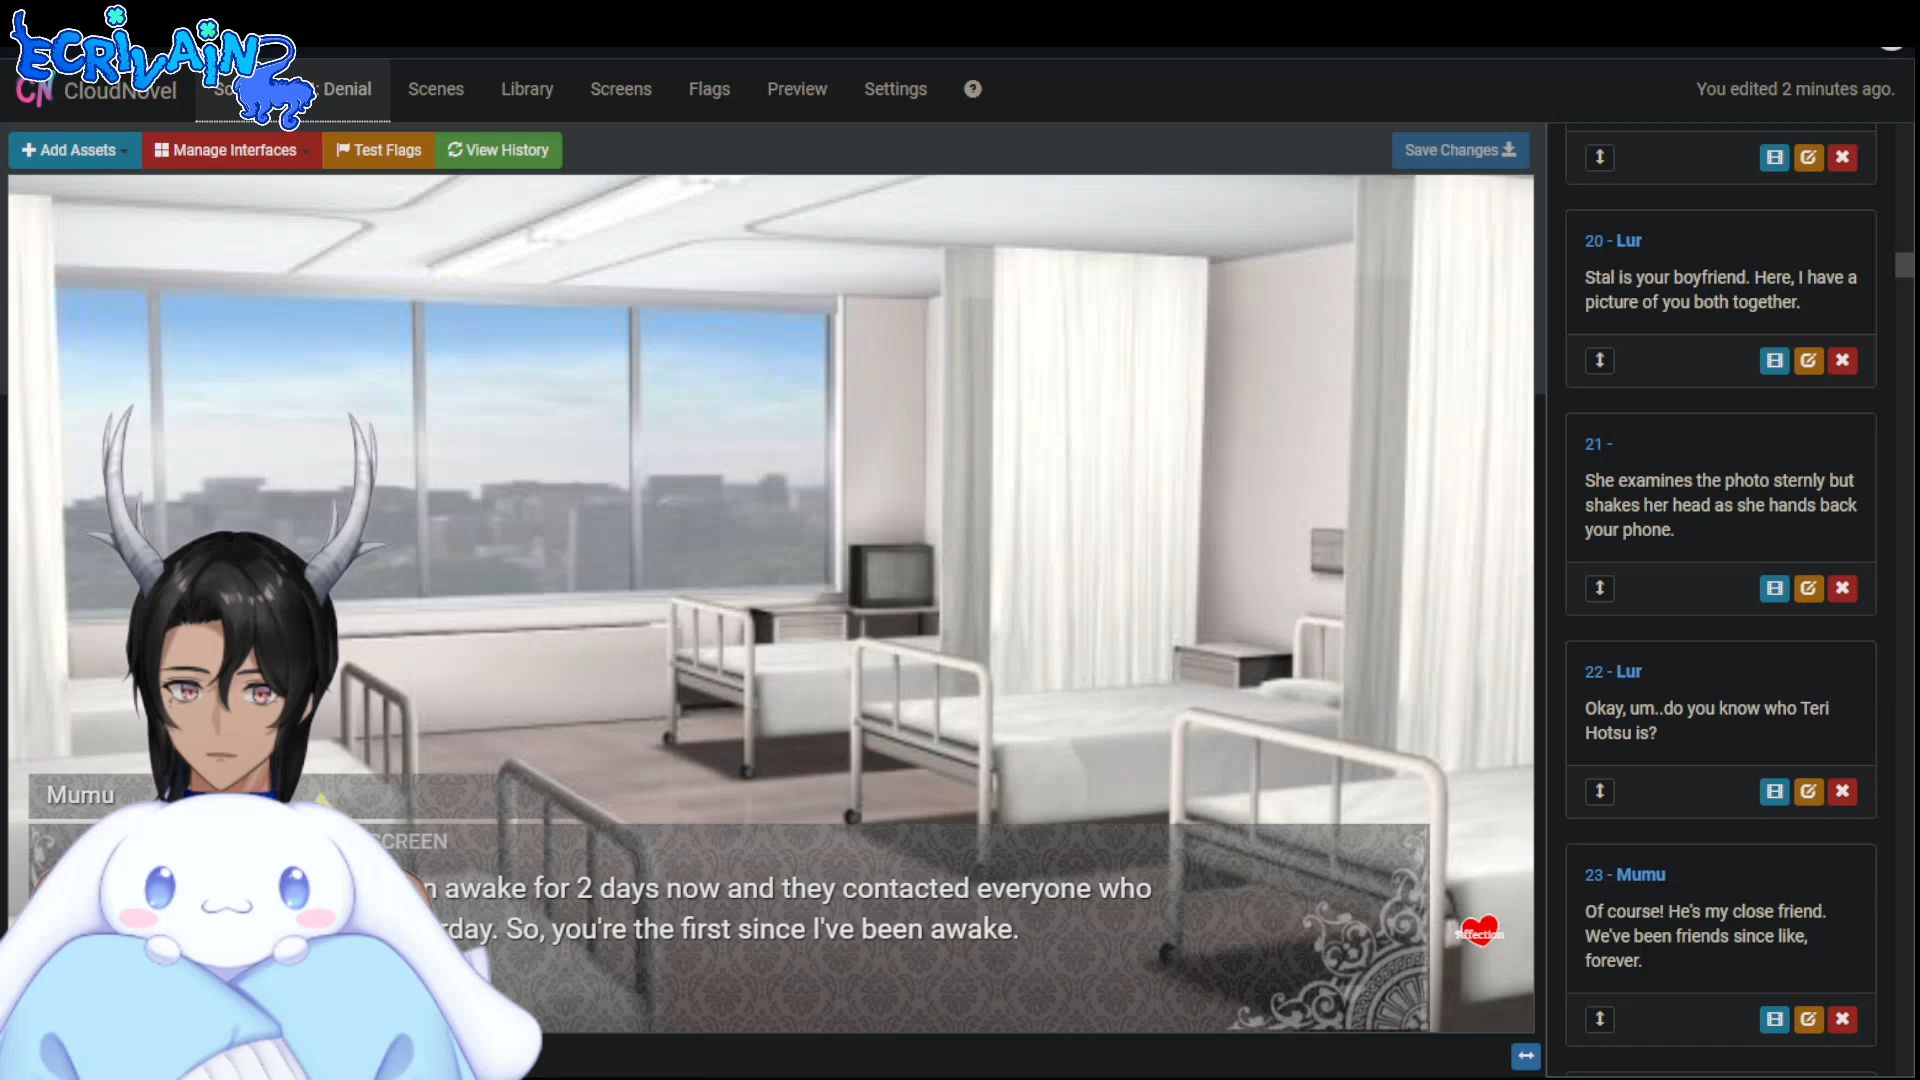 ECRIVAIN
CN CloudNovel
Denial
Scenes
Library
Screens
Flags
Preview
Settings
?
You edited 2 minutes ago.
Add Assets
Manage Interfaces
Test Flags
View History
Save Changes
20 - Lur
Stal is your boyfriend. Here, I have a
picture of you both together.
21 -
She examines the photo sternly but
shakes her head as she hands back
your phone.
22 - Lur
Okay, um..do you know who Teri
Hotsu is?
23 - Mumu
Of course! He's my close friend.
We've been friends since like,
forever.
Mumu
SCREEN
awake for 2 days now and they contacted everyone who
So, you're the first since I've been awake.
Affection